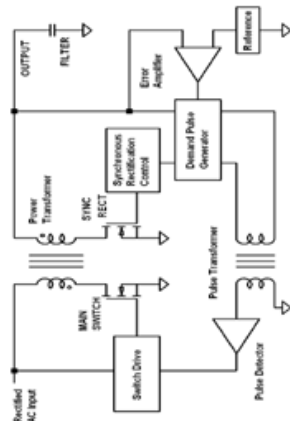 OUTPUT
FILTER
Error
Amplifier
Reference
Power
Transformer
SYNC
RECT
Synchronous
Rectification
Control
Demand Pulse
Generator
MAIN
SWITCH
Pulse Transformer
Rectified
AC Input
Switch Drive
Pulse Detector